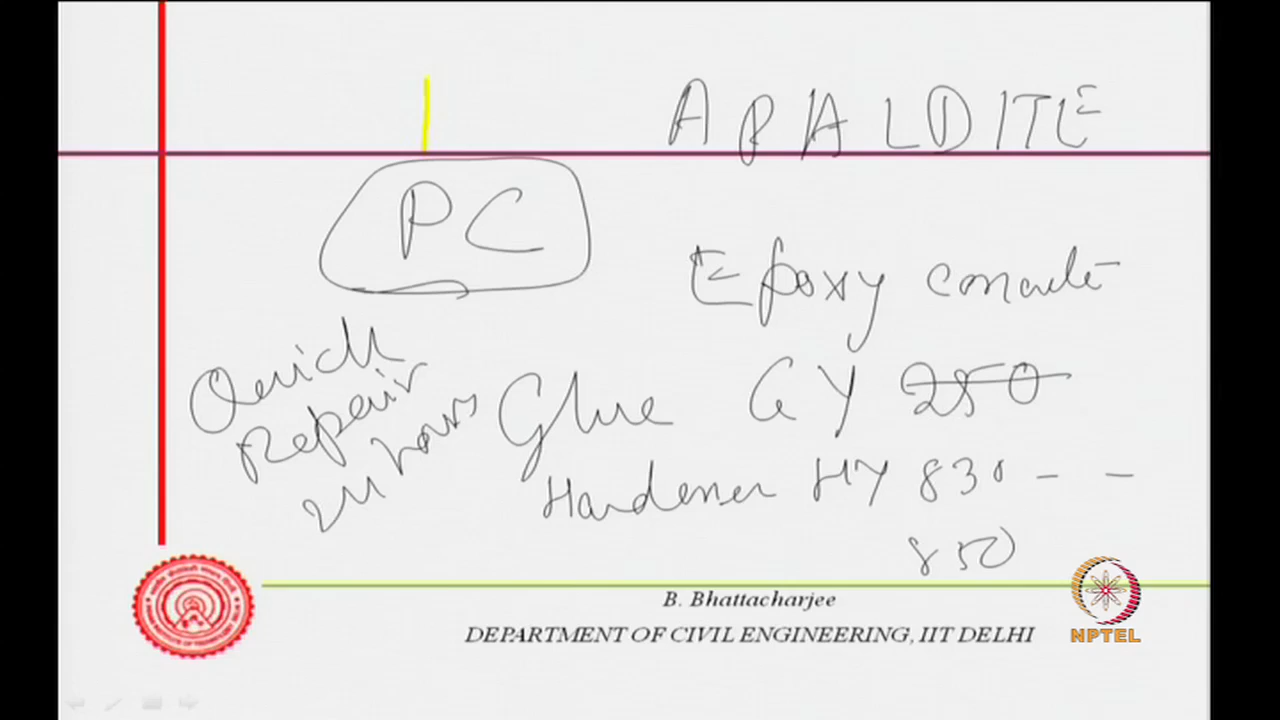 ARALDITE
PC
Epoxy concrete
Quick
Repair
24 hours
Glue GY 250
Hardener HY 830 - -
850
B. Bhattacharjee
DEPARTMENT OF CIVIL ENGINEERING, IIT DELHI
NPTEL